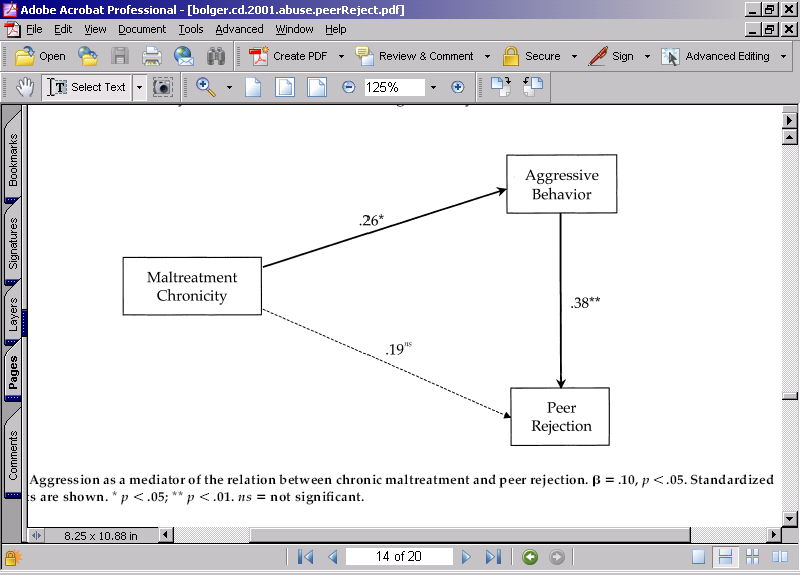 Adobe Acrobat Professional - [bolger.cd.2001.abuse.peerReject.pdf]
File Edit View Document Tools Advanced Window Help
Open Create PDF Review & Comment Secure Sign Advanced Editing
Select Text 125%
Bookmarks
Signatures
Layers
Pages
Comments
Aggressive
Behavior
.26*
Maltreatment
Chronicity
.38**
.19ns
Peer
Rejection
Aggression as a mediator of the relation between chronic maltreatment and peer rejection. β = .10, p < .05. Standardized
ts are shown. * p < .05; ** p < .01. ns = not significant.
8.25 x 10.88 in
14 of 20